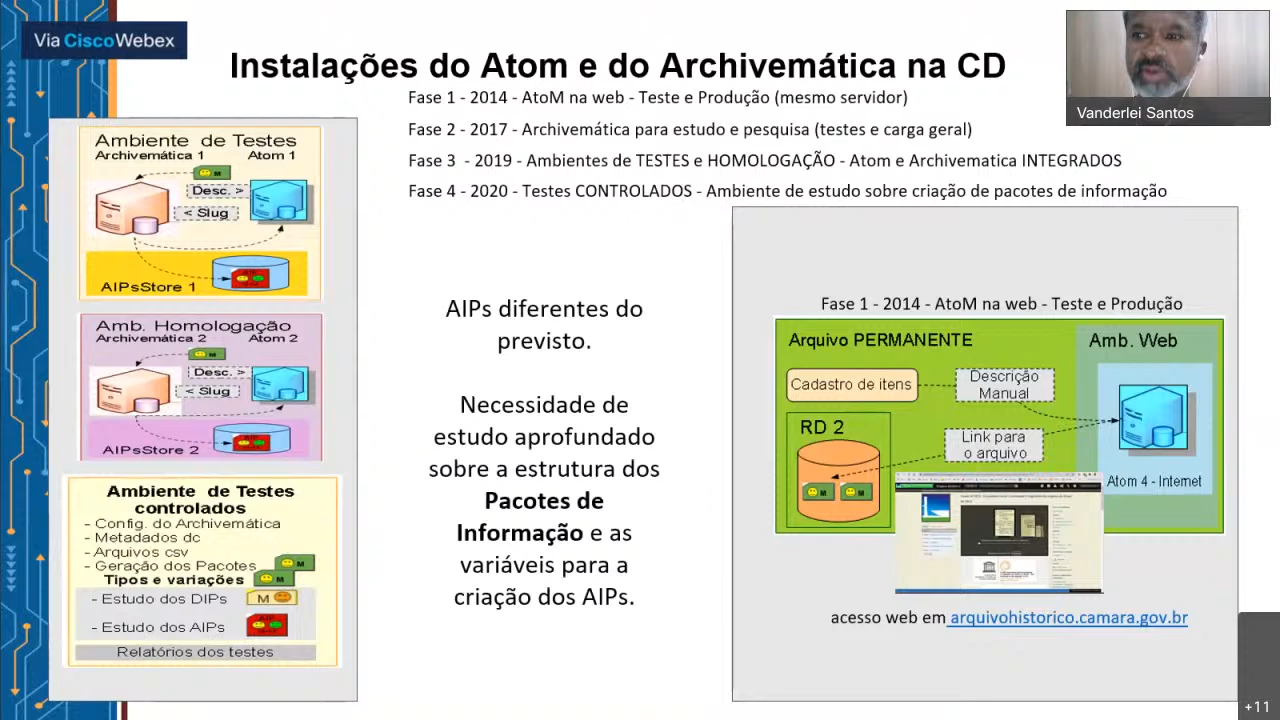 Via CiscoWebex
Instalações do Atom e do Archivemática na CD
Fase 1 - 2014 - AtoM na web - Teste e Produção (mesmo servidor)
Fase 2 - 2017 - Archivemática para estudo e pesquisa (testes e carga geral)
Fase 3 - 2019 - Ambientes de TESTES e HOMOLOGAÇÃO - Atom e Archivematica INTEGRADOS
Fase 4 - 2020 - Testes CONTROLADOS - Ambiente de estudo sobre criação de pacotes de informação
Vanderlei Santos
Ambiente de Testes
Archivemática 1 Atom 1
M
Desc. >
< Slug
AIPsStore 1
Amb. Homologação
Archivemática 2 Atom 2
M
Desc. >
< Slug
AIPsStore 2
Ambiente de Testes
controlados
- Config. do Archivemática
- Metadados dc
- Arquivos csv
- Geração dos Pacotes
M
Tipos e variações
M
- Estudo dos DIPs
M
- Estudo dos AIPs
Relatórios dos testes
AIPs diferentes do
previsto.
Necessidade de
estudo aprofundado
sobre a estrutura dos
Pacotes de
Informação e as
variáveis para a
criação dos AIPs.
Fase 1 - 2014 - AtoM na web - Teste e Produção
Arquivo PERMANENTE
Amb. Web
Cadastro de itens
Descrição
Manual
RD 2
Link para
o arquivo
M M
Atom 4 - Internet
acesso web em arquivohistorico.camara.gov.br
+11